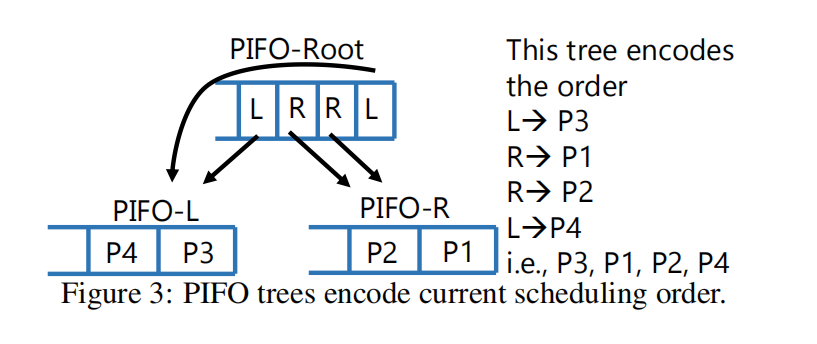 PIFO-Root
L R R L
PIFO-L
P4 P3
PIFO-R
P2 P1
This tree encodes
the order
L→ P3
R→ P1
R→ P2
L→P4
i.e., P3, P1, P2, P4
Figure 3: PIFO trees encode current scheduling order.